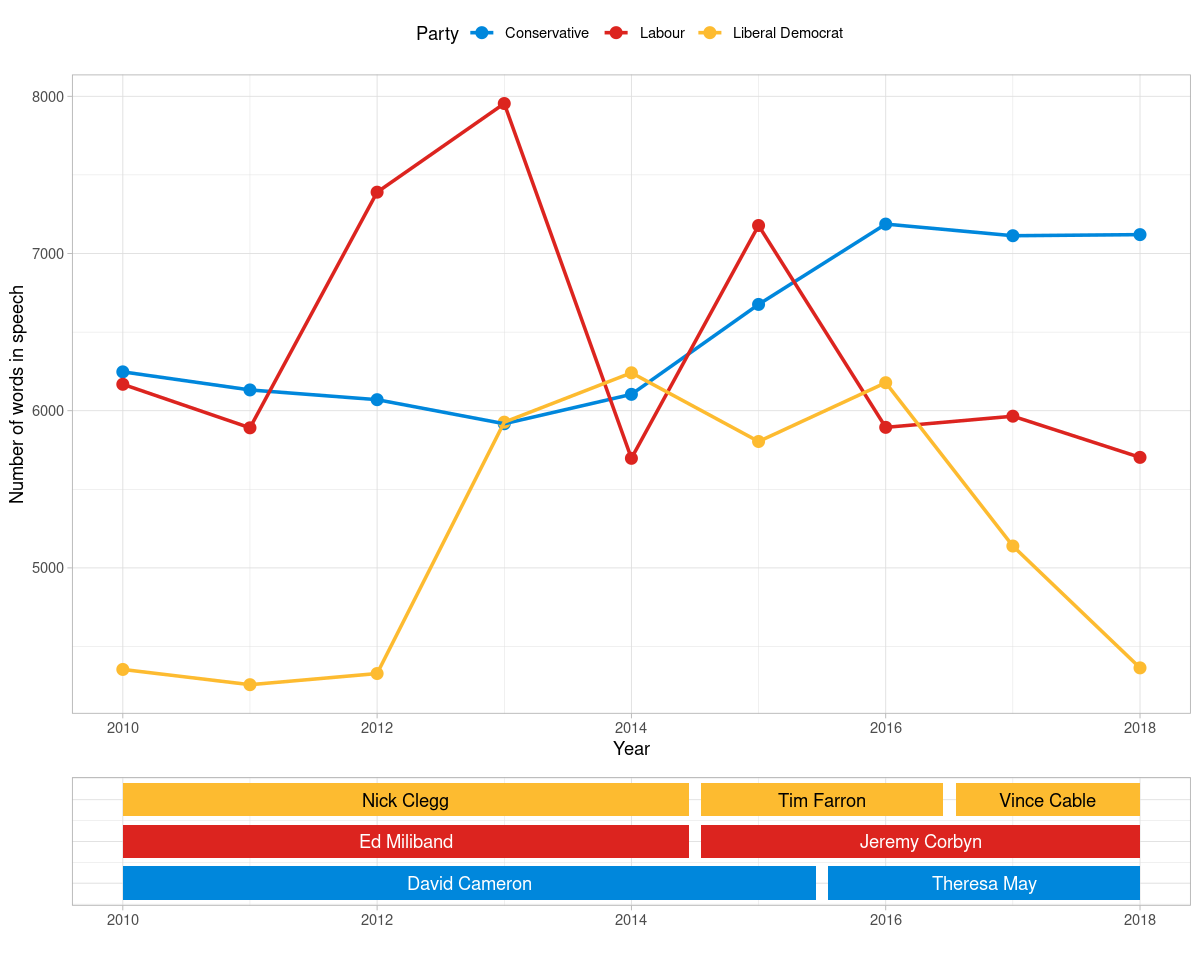 Party Conservative Labour Liberal Democrat
8000
7000
6000
5000
Number of words in speech
2010 2012 2014 2016 2018
Year
Nick Clegg Tim Farron Vince Cable
Ed Miliband Jeremy Corbyn
David Cameron Theresa May
2010 2012 2014 2016 2018